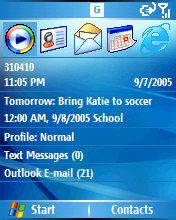 G
310410
11:05 PM 9/7/2005
Tomorrow: Bring Katie to soccer
12:00 AM, 9/8/2005 School
Profile: Normal
Text Messages (0)
Outlook E-mail (21)
Start Contacts